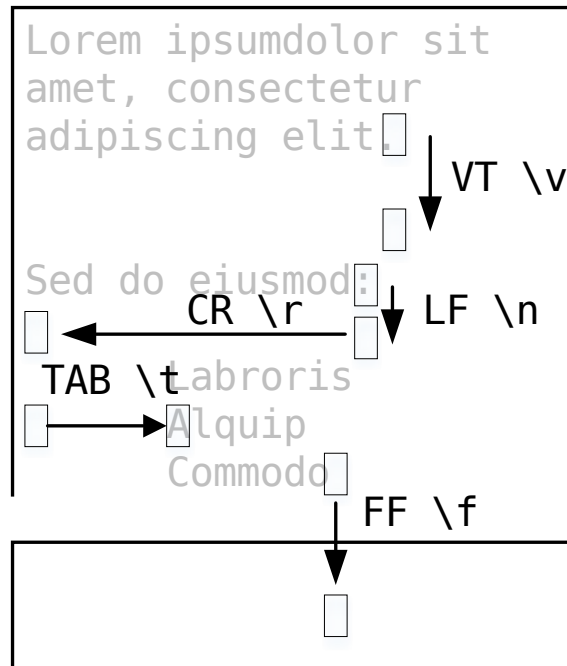 Lorem ipsumdolor sit
amet, consectetur
adipiscing elit.
VT \v
Sed do eiusmod:
CR \r
LF \n
TAB \t
Labroris
Alquip
Commodo
FF \f